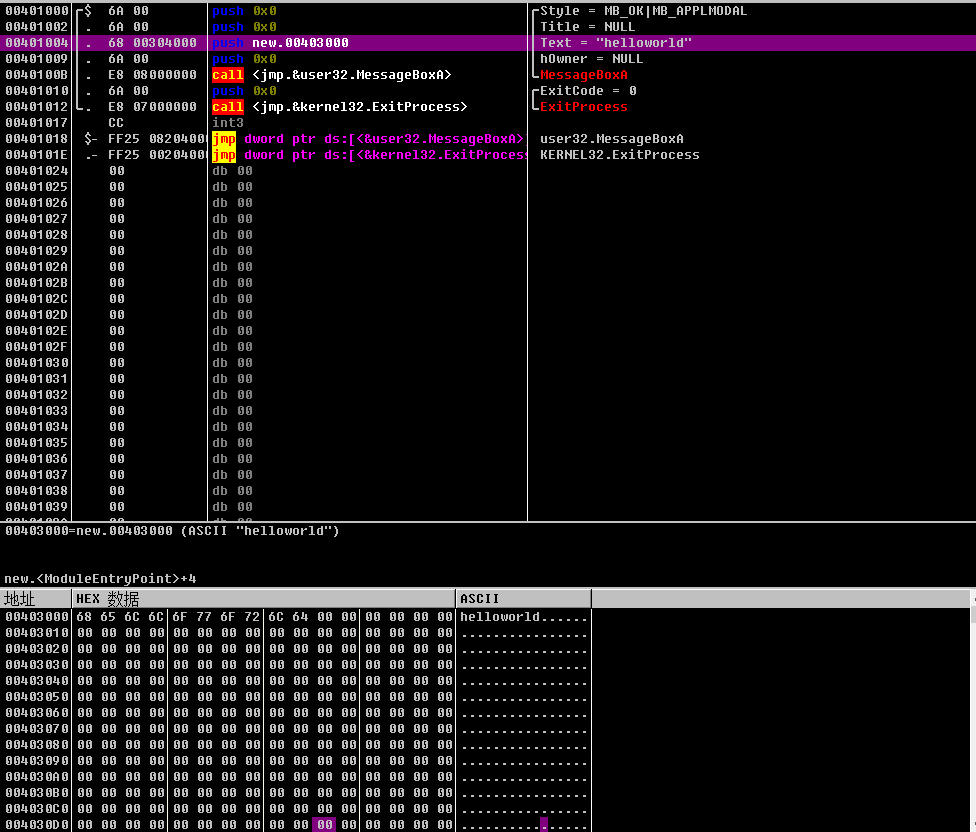 00401000 $ 6A 00 push 0x0 Style = MB_OK|MB_APPLMODAL
00401002 . 6A 00 push 0x0 Title = NULL
00401004 . 68 00304000 push new.00403000 Text = "helloworld"
00401009 . 6A 00 push 0x0 hOwner = NULL
0040100B . E8 08000000 call <jmp.&user32.MessageBoxA> MessageBoxA
00401010 . 6A 00 push 0x0 ExitCode = 0
00401012 . E8 07000000 call <jmp.&kernel32.ExitProcess> ExitProcess
00401017 CC int3
00401018 $- FF25 08204000 jmp dword ptr ds:[<&user32.MessageBoxA>] user32.MessageBoxA
0040101E .- FF25 00204000 jmp dword ptr ds:[<&kernel32.ExitProcess KERNEL32.ExitProcess
00401024 00 db 00
00401025 00 db 00
00401026 00 db 00
00401027 00 db 00
00401028 00 db 00
00401029 00 db 00
0040102A 00 db 00
0040102B 00 db 00
0040102C 00 db 00
0040102D 00 db 00
0040102E 00 db 00
0040102F 00 db 00
00401030 00 db 00
00401031 00 db 00
00401032 00 db 00
00401033 00 db 00
00401034 00 db 00
00401035 00 db 00
00401036 00 db 00
00401037 00 db 00
00401038 00 db 00
00401039 00 db 00
00403000=new.00403000 (ASCII "helloworld")
new.<ModuleEntryPoint>+4
地址 HEX 数据 ASCII
00403000 68 65 6C 6C 6F 77 6F 72 6C 64 00 00 00 00 00 00 helloworld......
00403010 00 00 00 00 00 00 00 00 00 00 00 00 00 00 00 00 ................
00403020 00 00 00 00 00 00 00 00 00 00 00 00 00 00 00 00 ................
00403030 00 00 00 00 00 00 00 00 00 00 00 00 00 00 00 00 ................
00403040 00 00 00 00 00 00 00 00 00 00 00 00 00 00 00 00 ................
00403050 00 00 00 00 00 00 00 00 00 00 00 00 00 00 00 00 ................
00403060 00 00 00 00 00 00 00 00 00 00 00 00 00 00 00 00 ................
00403070 00 00 00 00 00 00 00 00 00 00 00 00 00 00 00 00 ................
00403080 00 00 00 00 00 00 00 00 00 00 00 00 00 00 00 00 ................
00403090 00 00 00 00 00 00 00 00 00 00 00 00 00 00 00 00 ................
004030A0 00 00 00 00 00 00 00 00 00 00 00 00 00 00 00 00 ................
004030B0 00 00 00 00 00 00 00 00 00 00 00 00 00 00 00 00 ................
004030C0 00 00 00 00 00 00 00 00 00 00 00 00 00 00 00 00 ................
004030D0 00 00 00 00 00 00 00 00 00 00 00 00 00 00 00 00 ................